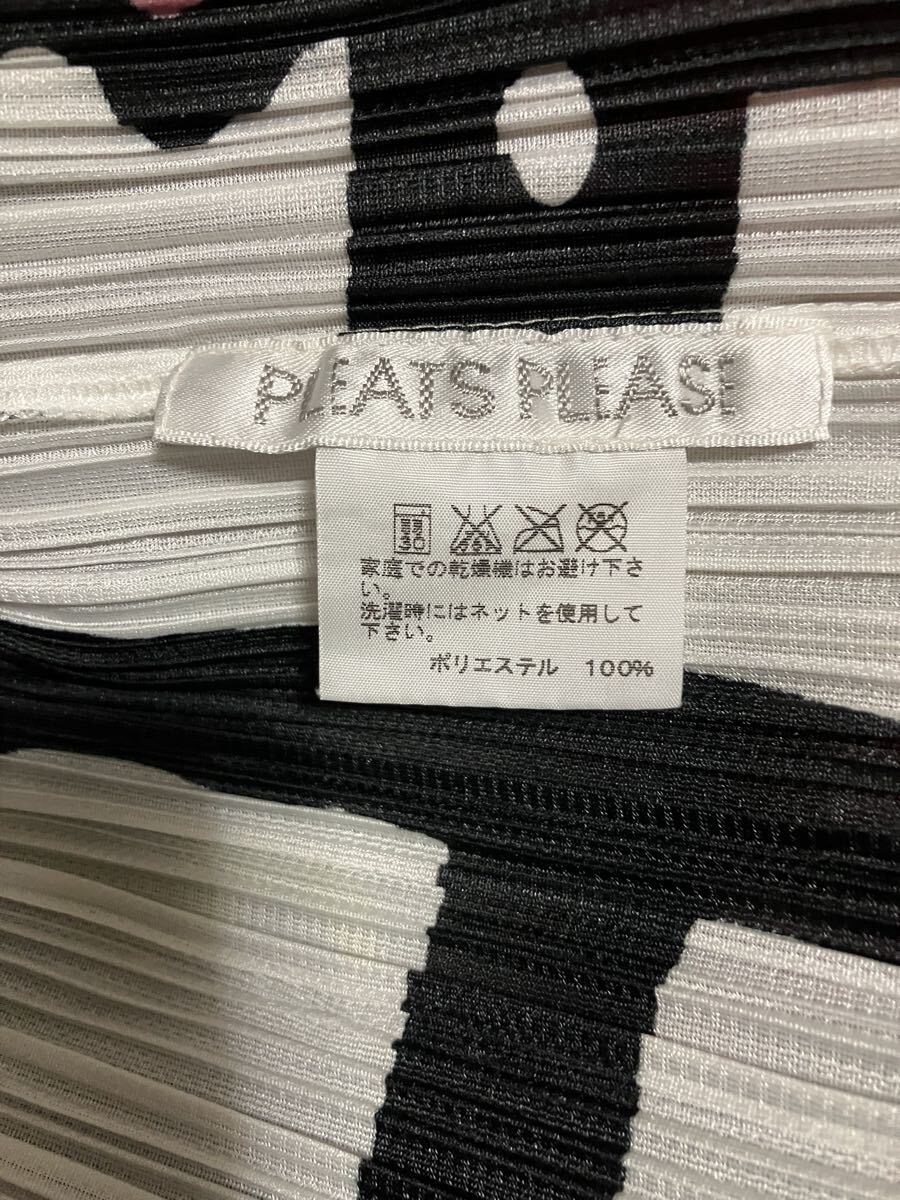 PLEATS PLEASE
30
家庭での乾燥機はお避け下さ
い。
洗濯時にはネットを使用して
下さい。
ポリエステル 100%